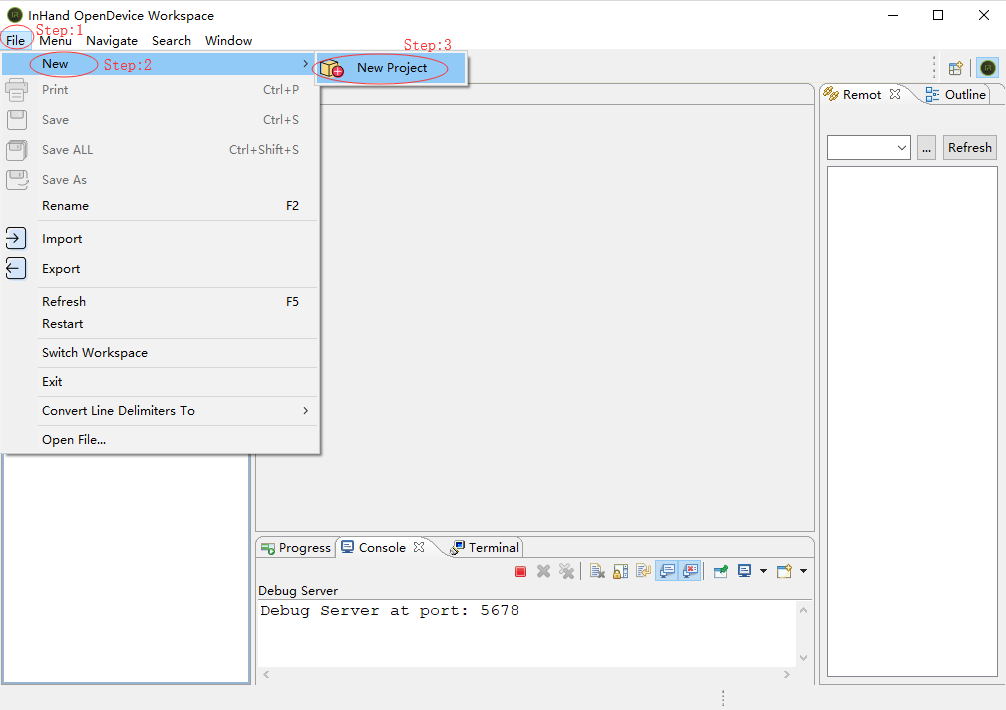 InHand OpenDevice Workspace
Step:1
File Menu Navigate Search Window
Step:3
New Step:2
New Project
Print Ctrl+P
Save Ctrl+S
Save ALL Ctrl+Shift+S
Save As
Rename F2
Import
Export
Refresh F5
Restart
Switch Workspace
Exit
Convert Line Delimiters To
Open File...
Remot Outline
... Refresh
Progress Console Terminal
Debug Server
Debug Server at port: 5678